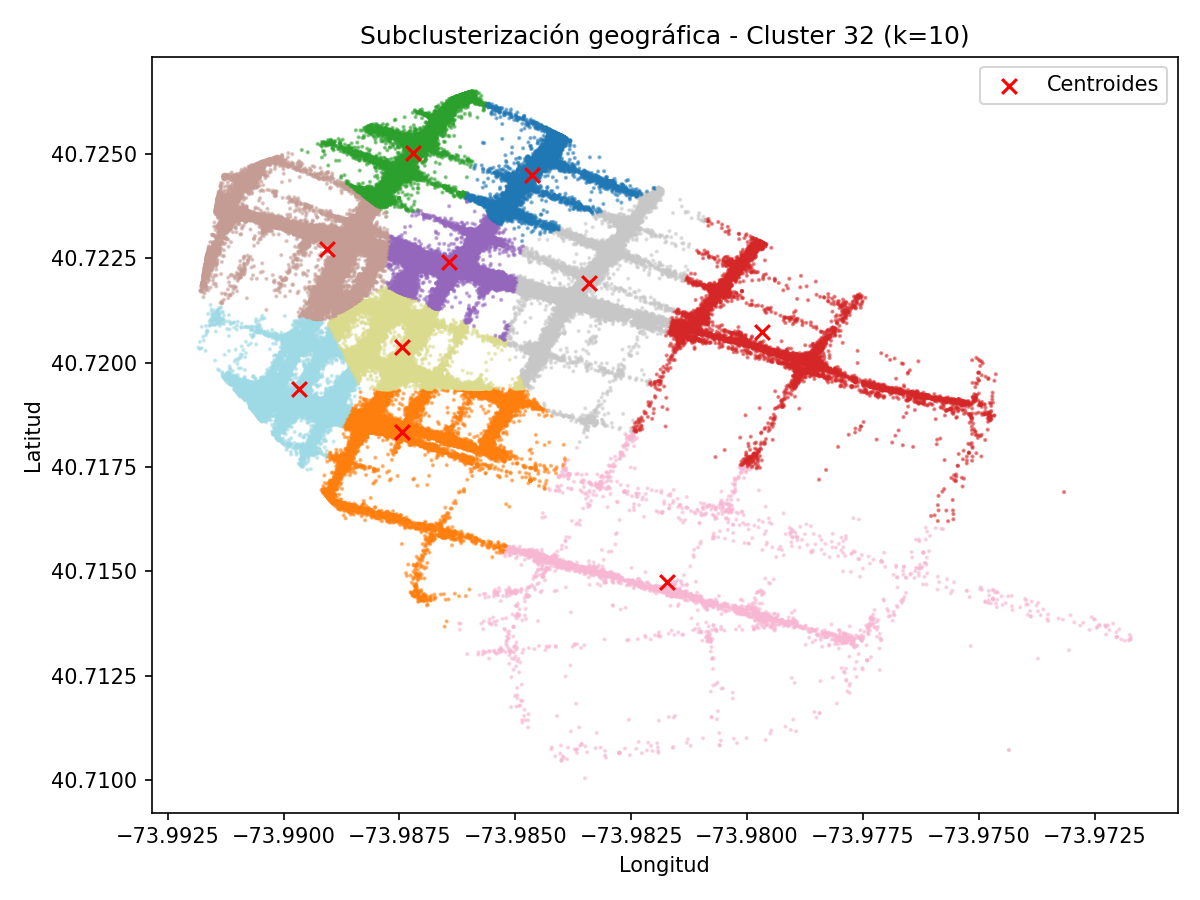 Subclusterización geográfica - Cluster 32 (k=10)
Centroides
40.7250
40.7225
40.7200
40.7175
40.7150
40.7125
40.7100
Latitud
−73.9925 −73.9900 −73.9875 −73.9850 −73.9825 −73.9800 −73.9775 −73.9750 −73.9725
Longitud